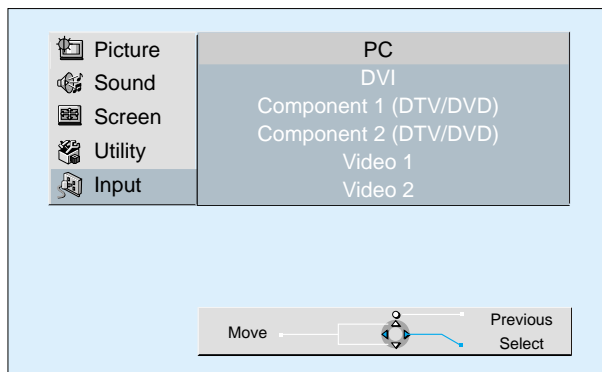 Picture
Sound
Screen
Utility
Input
PC
DVI
Component 1 (DTV/DVD)
Component 2 (DTV/DVD)
Video 1
Video 2
Move
Previous
Select